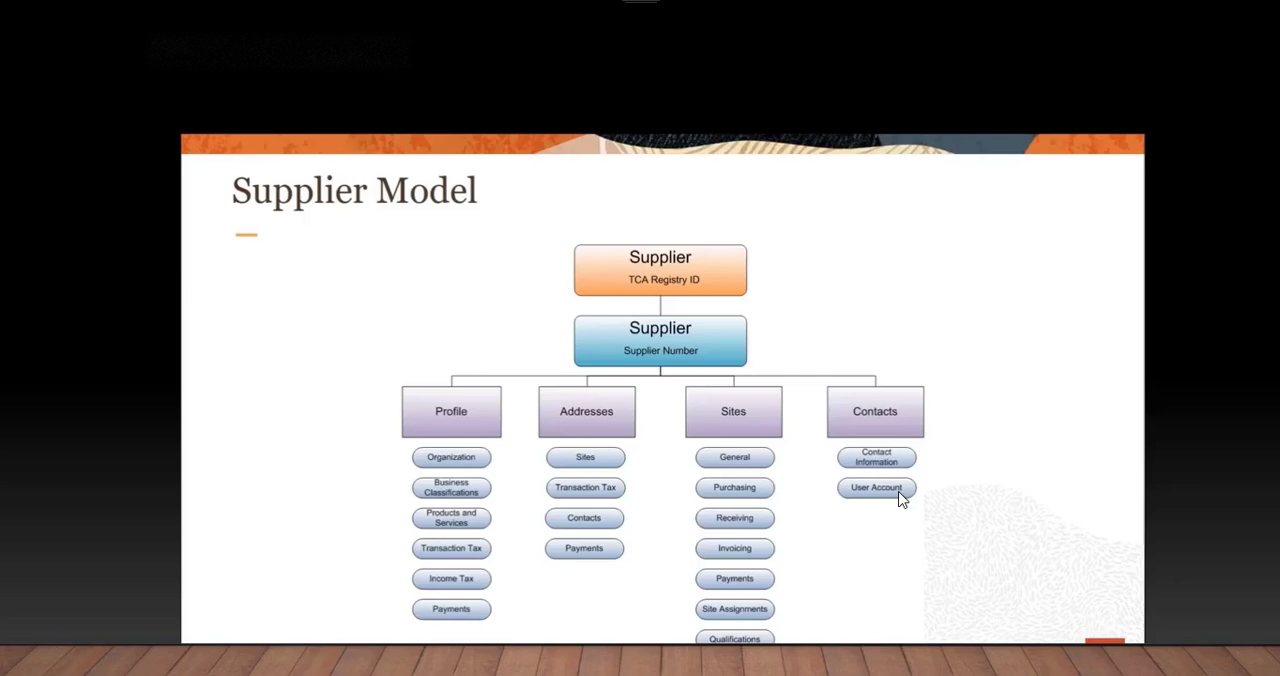 Supplier Model
Supplier
TCA Registry ID
Supplier
Supplier Number
Profile
Addresses
Sites
Contacts
Organization
Business
Classifications
Products and
Services
Transaction Tax
Income Tax
Payments
Sites
Transaction Tax
Contacts
Payments
General
Purchasing
Receiving
Invoicing
Payments
Site Assignments
Qualifications
Contact
Information
User Account